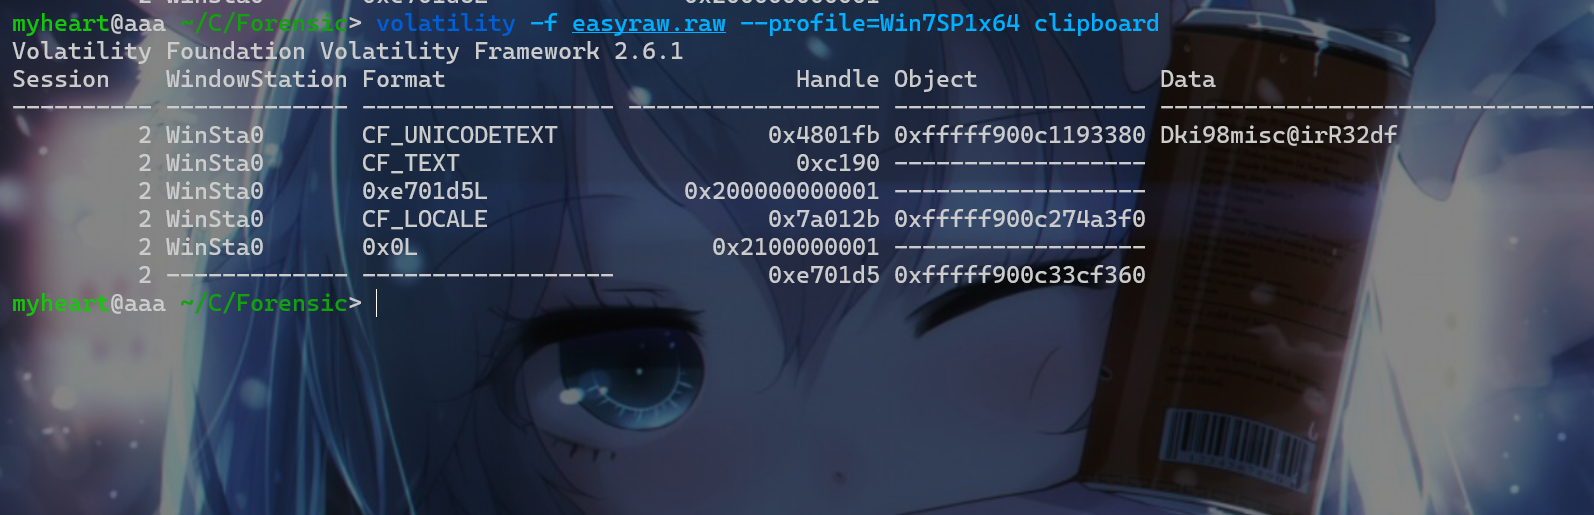 myheart@aaa ~/C/Forensic> volatility -f easyraw.raw --profile=Win7SP1x64 clipboard
Volatility Foundation Volatility Framework 2.6.1
Session    WindowStation Format                         Handle Object             Data
---------- ------------- ------------------ ------------------ ------------------ -------------------------------
         2 WinSta0       CF_UNICODETEXT               0x4801fb 0xfffff900c1193380 Dki98misc@irR32df
         2 WinSta0       CF_TEXT                        0xc190 ------------------
         2 WinSta0       0xe701d5L              0x200000000001 ------------------
         2 WinSta0       CF_LOCALE                    0x7a012b 0xfffff900c274a3f0
         2 WinSta0       0x0L                     0x2100000001 ------------------
         2 ------------- ------------------           0xe701d5 0xfffff900c33cf360
myheart@aaa ~/C/Forensic>